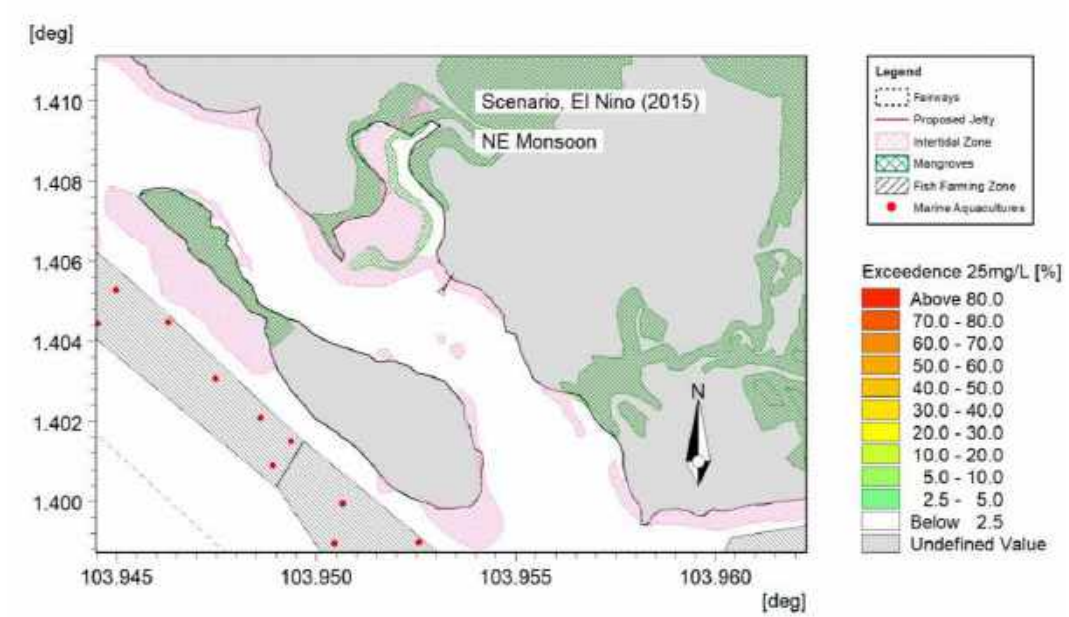 [deg]
1.410
1.408
1.406
1.404
1.402
1.400
103.945
103.950
103.955
103.960
[deg]
Scenario, El Nino (2015)
NE Monsoon
N
Legend
Fairways
Proposed Jetty
Intertidal Zone
Mangroves
Fish Farming Zone
Marine Aquacultures
Exceedence 25mg/L [%]
Above 80.0
70.0 - 80.0
60.0 - 70.0
50.0 - 60.0
40.0 - 50.0
30.0 - 40.0
20.0 - 30.0
10.0 - 20.0
5.0 - 10.0
2.5 - 5.0
Below 2.5
Undefined Value